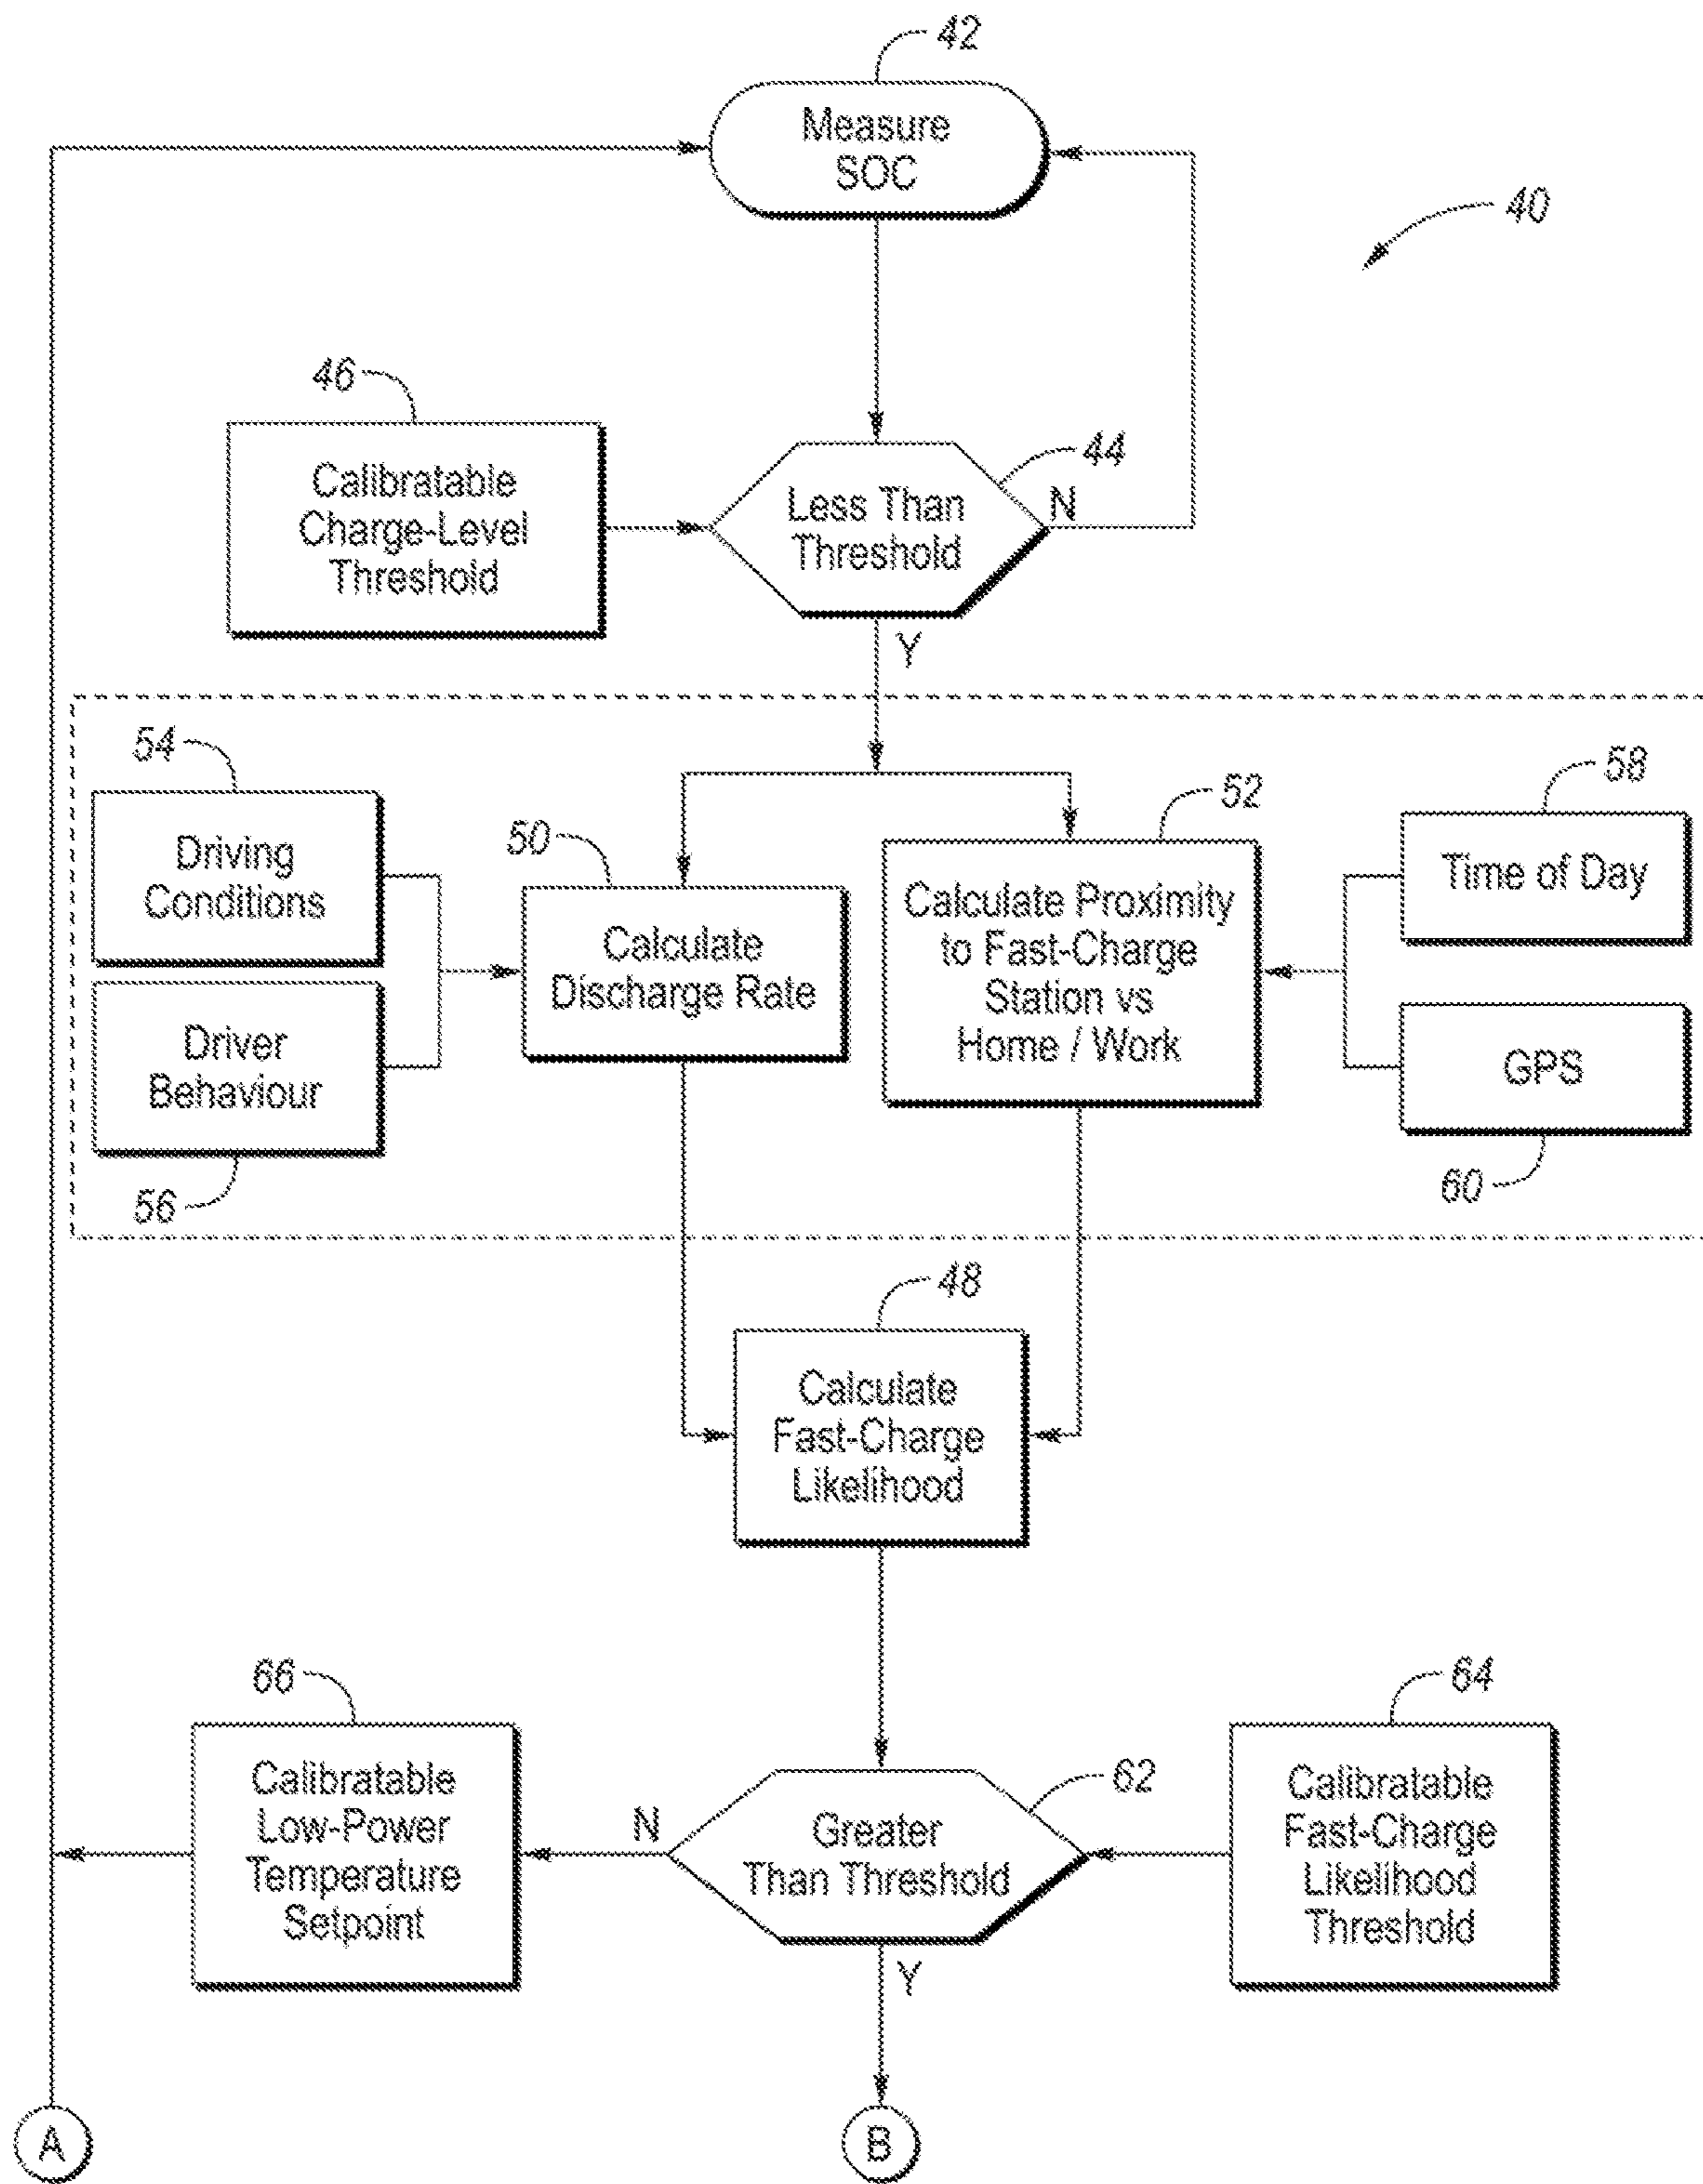 42
Measure
SOC
40
46
Calibratable
Charge-Level
Threshold
44
Less Than
Threshold
N
Y
54
Driving
Conditions
50
Calculate
Discharge Rate
52
Calculate Proximity
to Fast-Charge
Station vs
Home / Work
58
Time of Day
Driver
Behaviour
56
GPS
60
48
Calculate
Fast-Charge
Likelihood
66
Calibratable
Low-Power
Temperature
Setpoint
N
62
Greater
Than Threshold
64
Calibratable
Fast-Charge
Likelihood
Threshold
Y
A
B